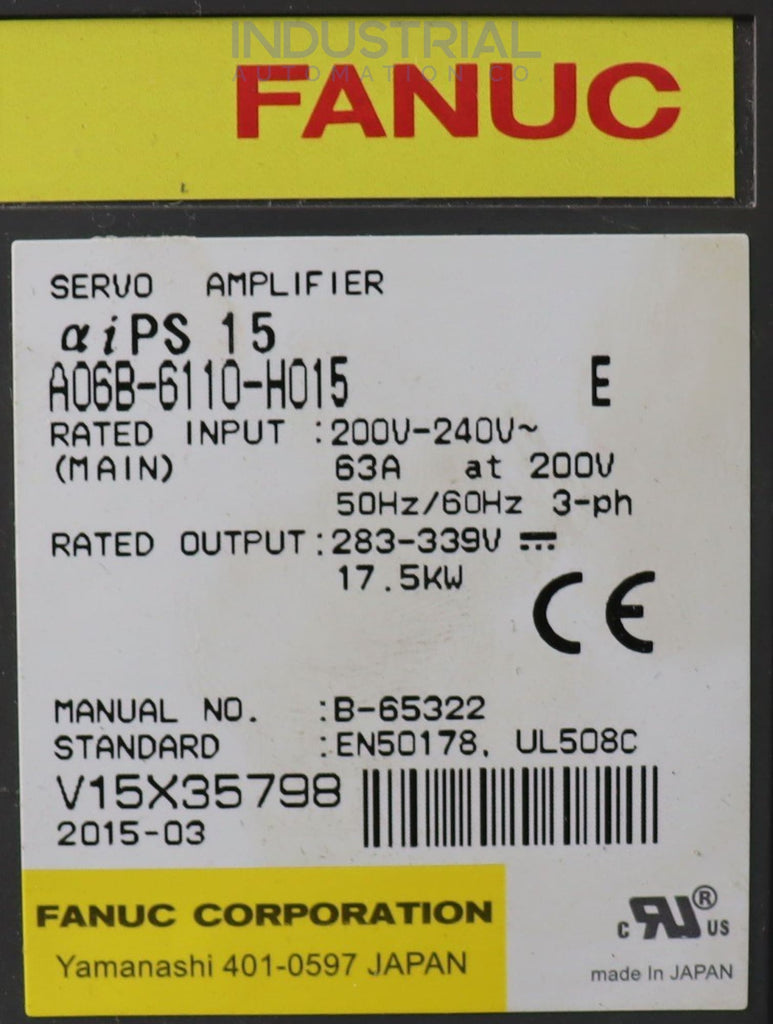 INDUSTRIAL
AUTOMATION CO.
FANUC
SERVO AMPLIFIER
αiPS 15
A06B-6110-H015 E
RATED INPUT :200V-240V~
(MAIN) 63A at 200V
50Hz/60Hz 3-ph
RATED OUTPUT:283-339V ⎓
17.5KW
CE
MANUAL NO. :B-65322
STANDARD :EN50178, UL508C
V15X35798
2015-03
FANUC CORPORATION
Yamanashi 401-0597 JAPAN
c RU ® US
made In JAPAN